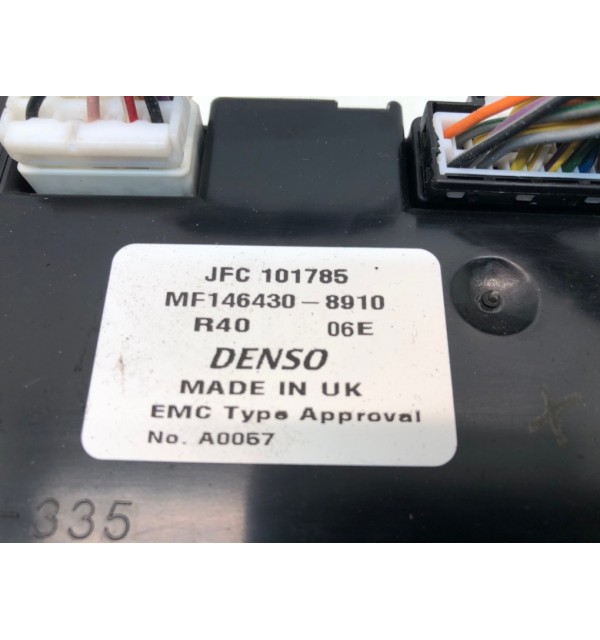 JFC 101785
MF146430-8910
R40 06E
DENSO
MADE IN UK
EMC Type Approval
No. A0067
-335